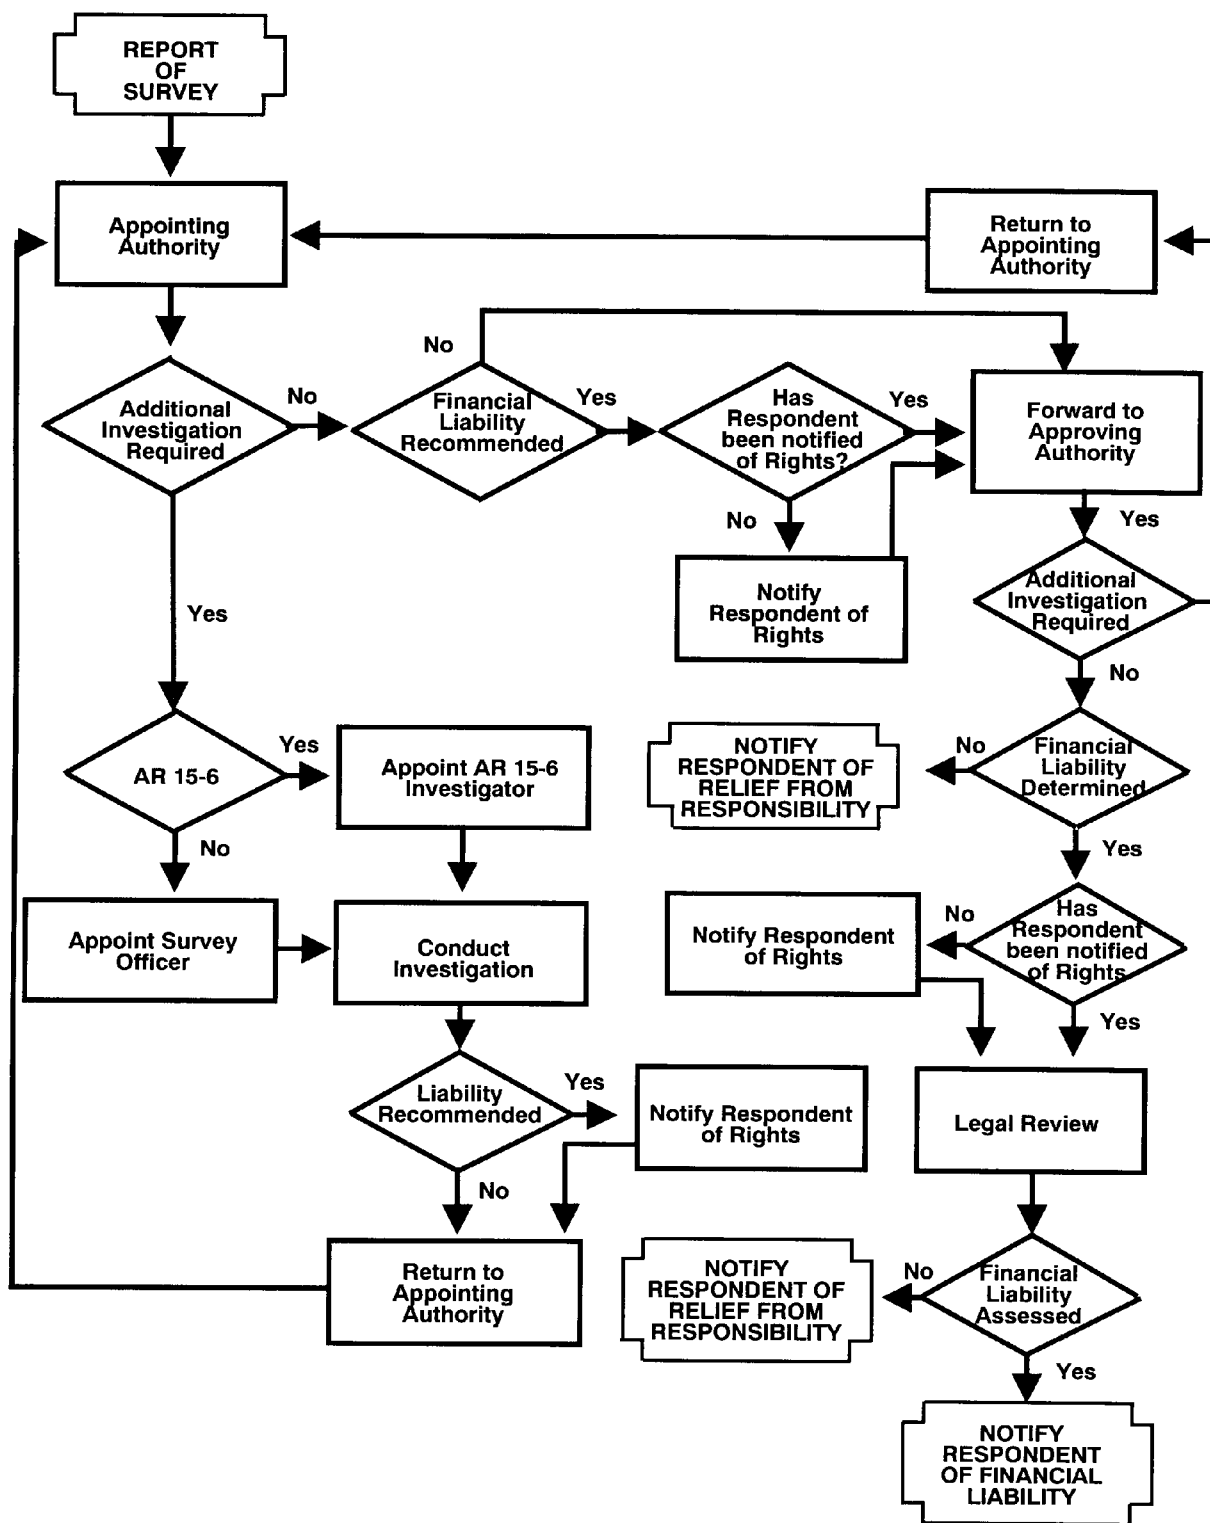 REPORT
OF
SURVEY
Appointing
Authority
Return to
Appointing
Authority
No
Additional
Investigation
Required
No
Financial
Liability
Recommended
Yes
Has
Respondent
been notified
of Rights?
Yes
Forward to
Approving
Authority
No
Yes
Notify
Respondent of
Rights
Additional
Investigation
Required
Yes
No
AR 15-6
Yes
Appoint AR 15-6
Investigator
NOTIFY
RESPONDENT OF
RELIEF FROM
RESPONSIBILITY
No
Financial
Liability
Determined
No
Yes
Appoint Survey
Officer
Conduct
Investigation
Notify Respondent
of Rights
No
Has
Respondent
been notified
of Rights
Yes
Liability
Recommended
Yes
Notify Respondent
of Rights
Legal Review
No
Return to
Appointing
Authority
NOTIFY
RESPONDENT OF
RELIEF FROM
RESPONSIBILITY
No
Financial
Liability
Assessed
Yes
NOTIFY
RESPONDENT
OF FINANCIAL
LIABILITY